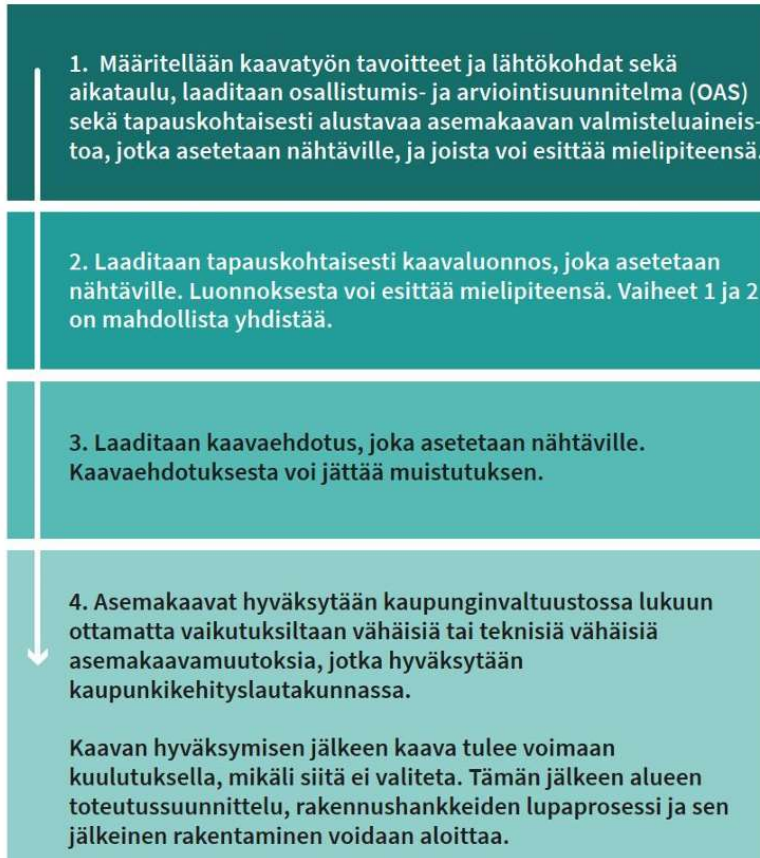 1. Määritellään kaavatyön tavoitteet ja lähtökohdat sekä
aikataulu, laaditaan osallistumis- ja arviointisuunnitelma (OAS)
sekä tapauskohtaisesti alustavaa asemakaavan valmisteluaineis-
toa, jotka asetetaan nähtäville, ja joista voi esittää mielipiteensä.
2. Laaditaan tapauskohtaisesti kaavaluonnos, joka asetetaan
nähtäville. Luonnoksesta voi esittää mielipiteensä. Vaiheet 1 ja 2
on mahdollista yhdistää.
3. Laaditaan kaavaehdotus, joka asetetaan nähtäville.
Kaavaehdotuksesta voi jättää muistutuksen.
4. Asemakaavat hyväksytään kaupunginvaltuustossa lukuun
ottamatta vaikutuksiltaan vähäisiä tai teknisiä vähäisiä
asemakaavamuutoksia, jotka hyväksytään
kaupunkikehityslautakunnassa.
Kaavan hyväksymisen jälkeen kaava tulee voimaan
kuulutuksella, mikäli siitä ei valiteta. Tämän jälkeen alueen
toteutussuunnittelu, rakennushankkeiden lupaprosessi ja sen
jälkeinen rakentaminen voidaan aloittaa.